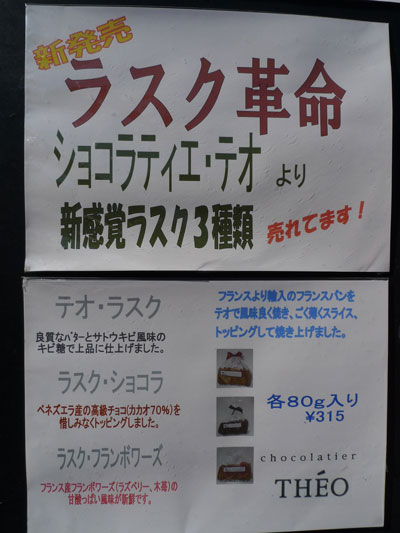 新発売
ラスク革命
ショコラティエ・テオ より
新感覚ラスク3種類 売れてます!
テオ・ラスク
良質なバターとサトウキビ風味の
キビ糖で上品に仕上げました。
ラスク・ショコラ
ベネズエラ産の高級チョコ(カカオ70%)を
惜しみなくトッピングしました。
ラスク・フランボワーズ
フランス産フランボワーズ(ラズベリー、木苺)の
甘酸っぱい風味が新鮮です。
フランスより輸入のフランスパンを
テオで風味良く焼き、ごく薄くスライス、
トッピングして焼き上げました。
各80g入り
¥315
chocolatier
THÉO